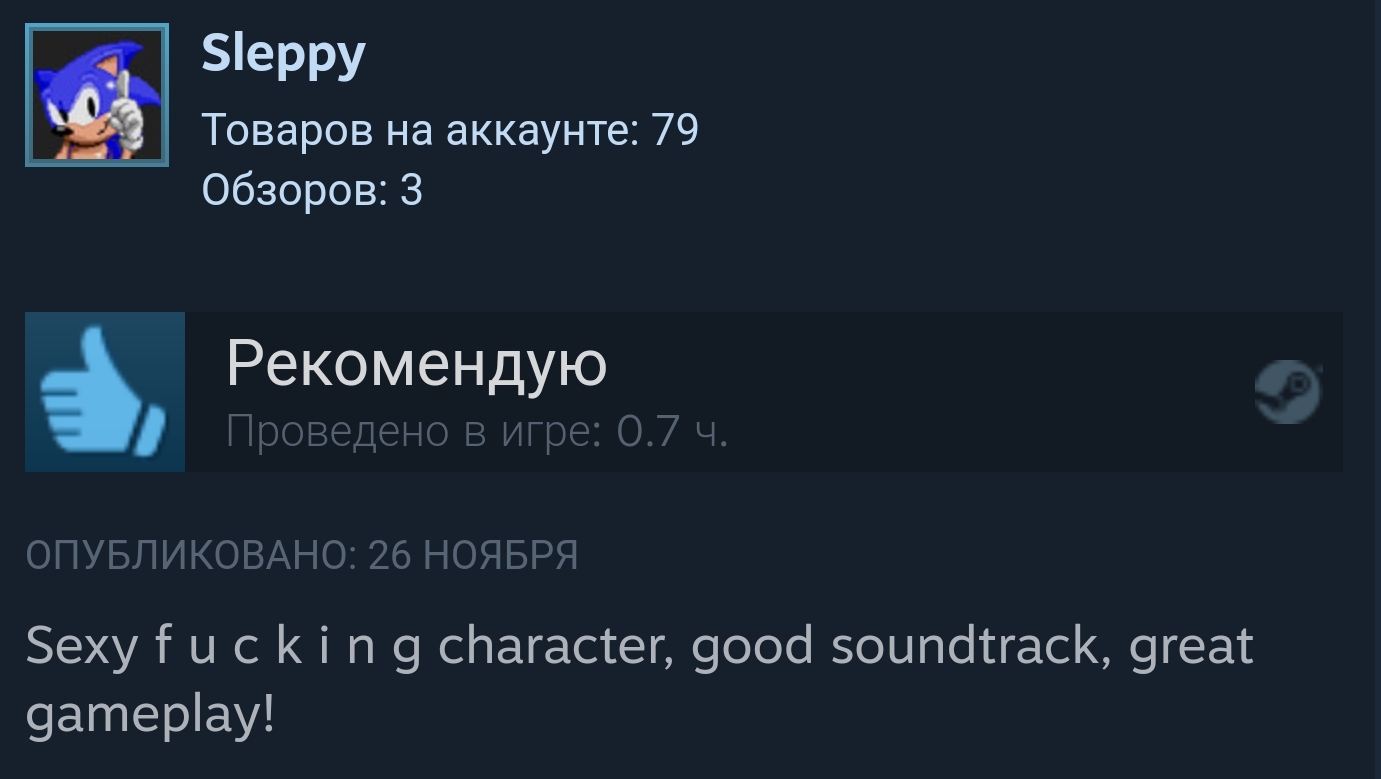 Sleppy
Товаров на аккаунте: 79
Обзоров: 3
Рекомендую
Проведено в игре: 0.7 ч.
ОПУБЛИКОВАНО: 26 НОЯБРЯ
Sexy f u c k i n g character, good soundtrack, great
gameplay!